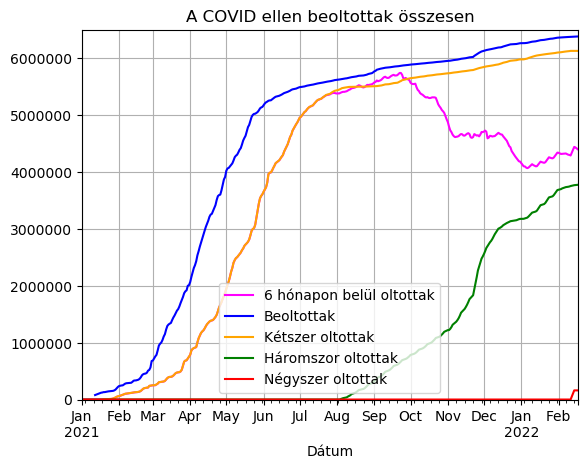 A COVID ellen beoltottak összesen
6000000
5000000
4000000
3000000
2000000
1000000
0
6 hónapon belül oltottak
Beoltottak
Kétszer oltottak
Háromszor oltottak
Négyszer oltottak
Jan Feb Mar Apr May Jun Jul Aug Sep Oct Nov Dec Jan Feb
2021 2022
Dátum